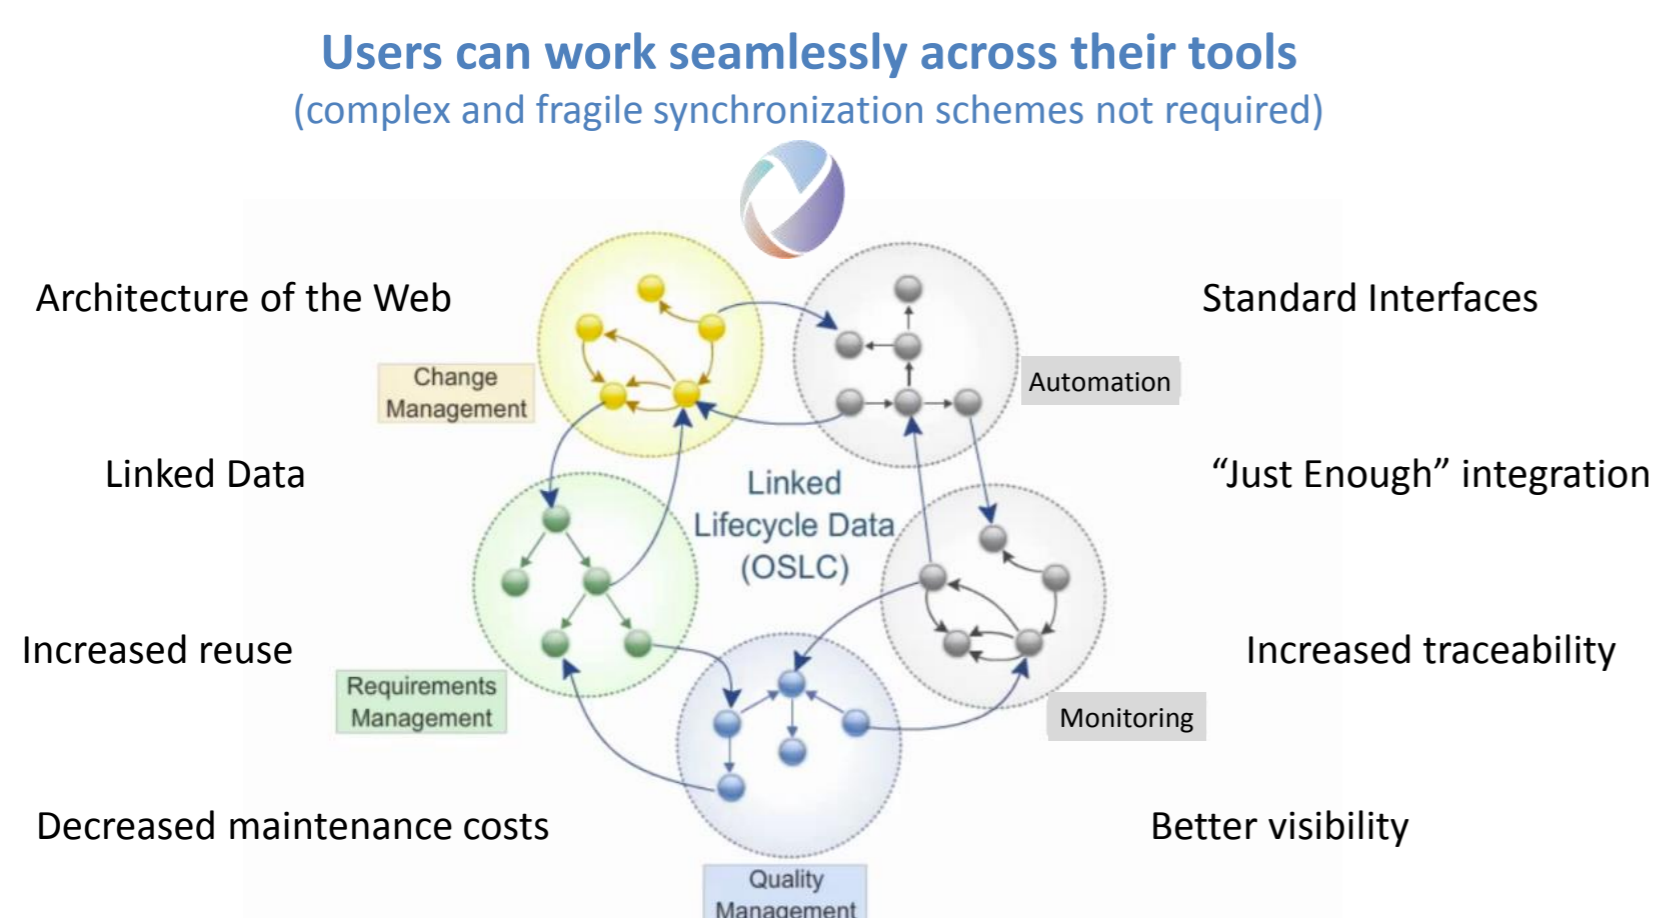 Users can work seamlessly across their tools
(complex and fragile synchronization schemes not required)
Architecture of the Web
Standard Interfaces
Change
Management
Automation
Linked Data
Linked
Lifecycle Data
(OSLC)
“Just Enough” integration
Increased reuse
Increased traceability
Requirements
Management
Monitoring
Decreased maintenance costs
Better visibility
Quality
Management